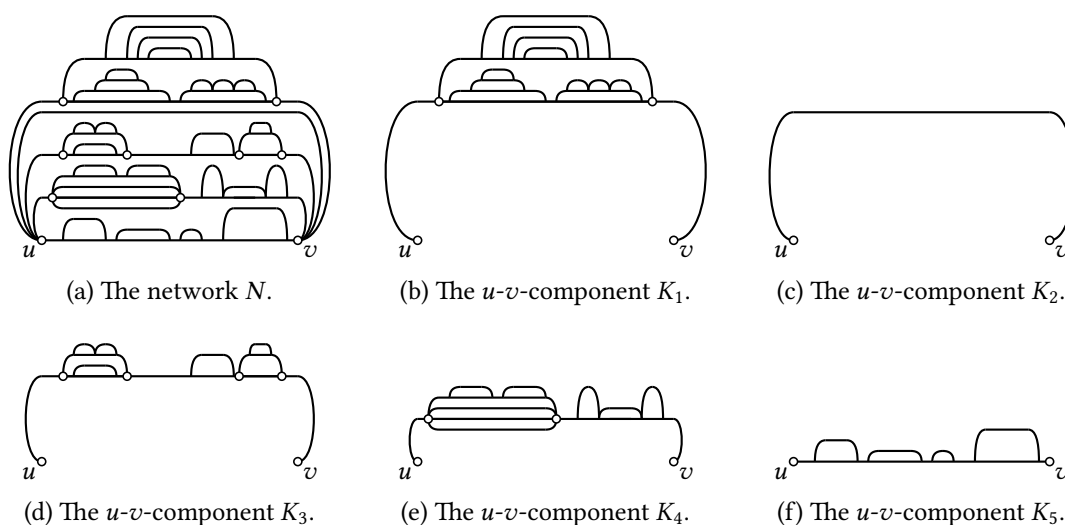 u v
u v
u v
(a) The network N.
(b) The u-v-component K₁.
(c) The u-v-component K₂.
u v
u v
u v
(d) The u-v-component K₃.
(e) The u-v-component K₄.
(f) The u-v-component K₅.